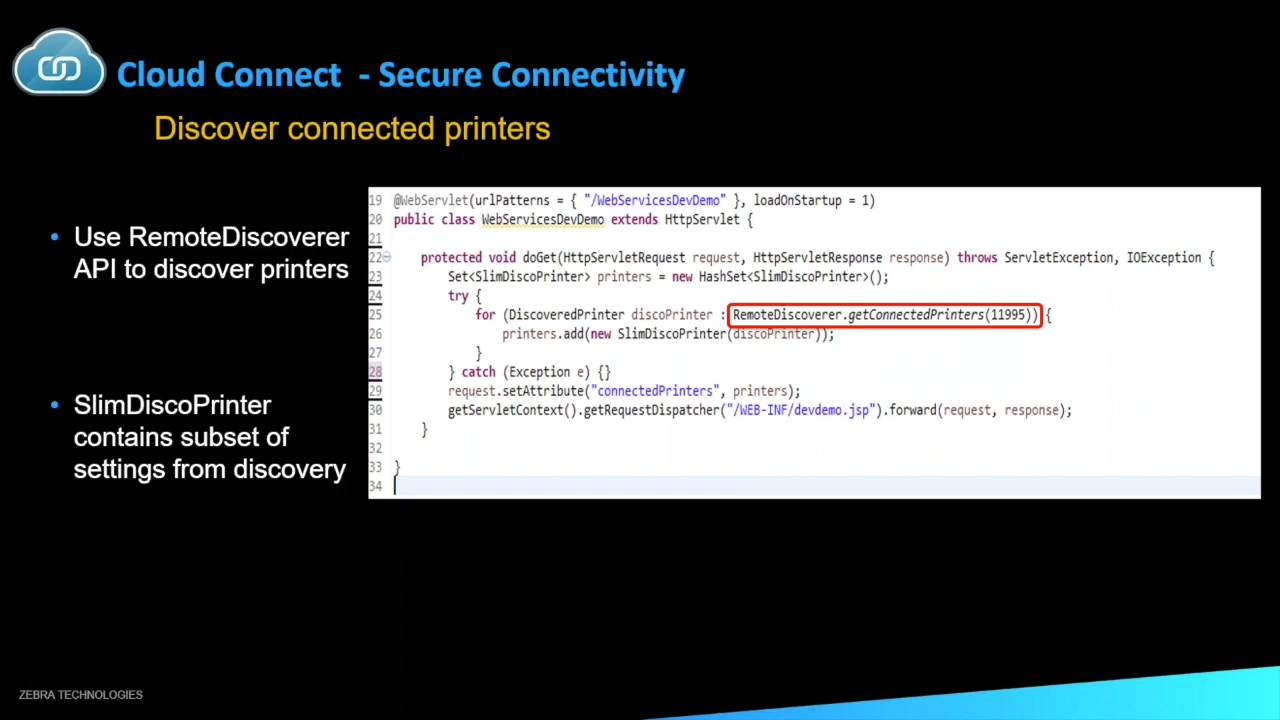 Cloud Connect - Secure Connectivity
Discover connected printers
• Use RemoteDiscoverer
API to discover printers
• SlimDiscoPrinter
contains subset of
settings from discovery
19 @WebServlet(urlPatterns = { "/WebServicesDevDemo" }, loadOnStartup = 1)
20 public class WebServicesDevDemo extends HttpServlet {
21
22 protected void doGet(HttpServletRequest request, HttpServletResponse response) throws ServletException, IOException {
23 Set<SlimDiscoPrinter> printers = new HashSet<SlimDiscoPrinter>();
24 try {
25 for (DiscoveredPrinter discoPrinter : RemoteDiscoverer.getConnectedPrinters(11995)) {
26 printers.add(new SlimDiscoPrinter(discoPrinter));
27 }
28 } catch (Exception e) {}
29 request.setAttribute("connectedPrinters", printers);
30 getServletContext().getRequestDispatcher("/WEB-INF/devdemo.jsp").forward(request, response);
31 }
32
33 }
34
ZEBRA TECHNOLOGIES